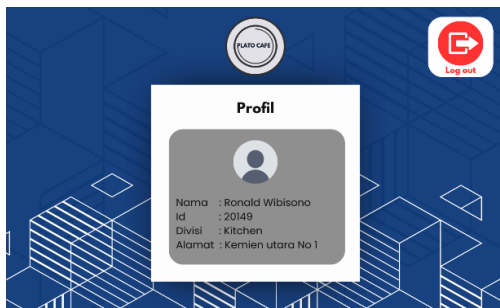 PLATO CAFE
Log out
Profil
Nama : Ronald Wibisono
Id : 20149
Divisi : Kitchen
Alamat : Kemien utara No 1